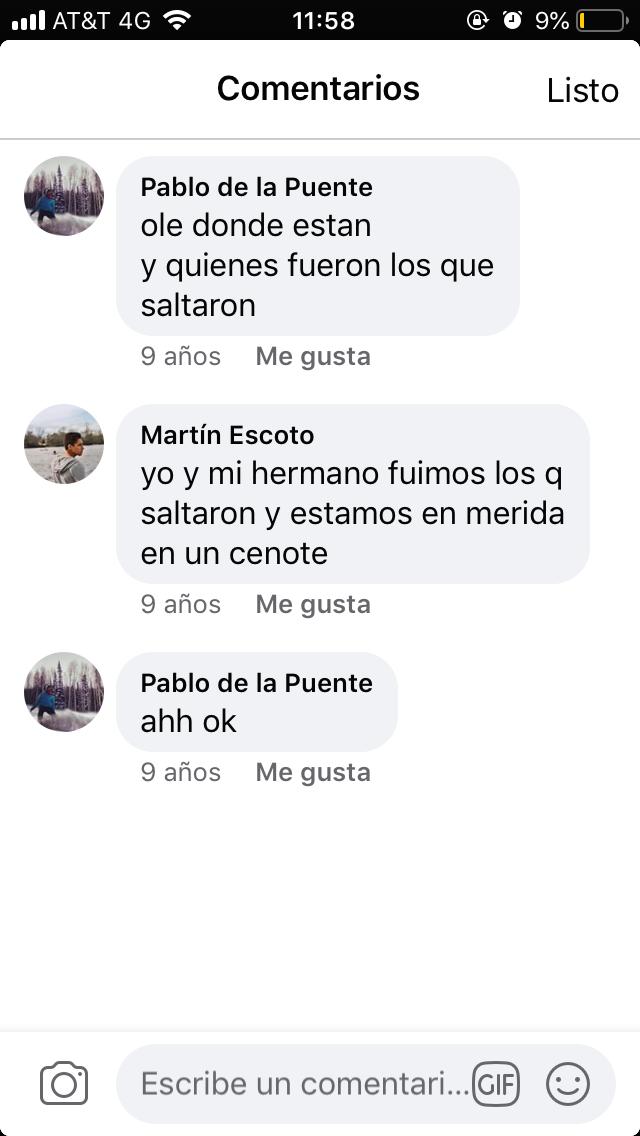 AT&T 4G 11:58 9%
Comentarios Listo
Pablo de la Puente
ole donde estan
y quienes fueron los que
saltaron
9 años Me gusta
Martín Escoto
yo y mi hermano fuimos los q
saltaron y estamos en merida
en un cenote
9 años Me gusta
Pablo de la Puente
ahh ok
9 años Me gusta
Escribe un comentari... GIF